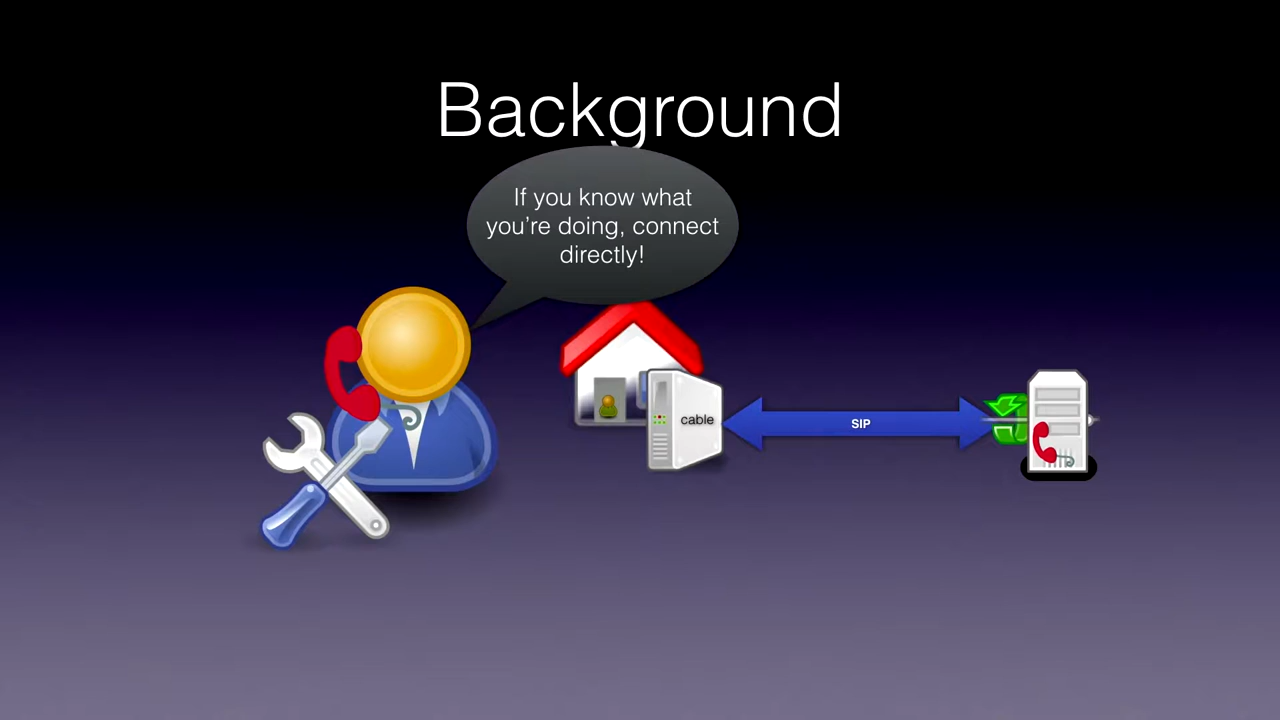 Background
If you know what
you're doing, connect
directly!
cable
SIP